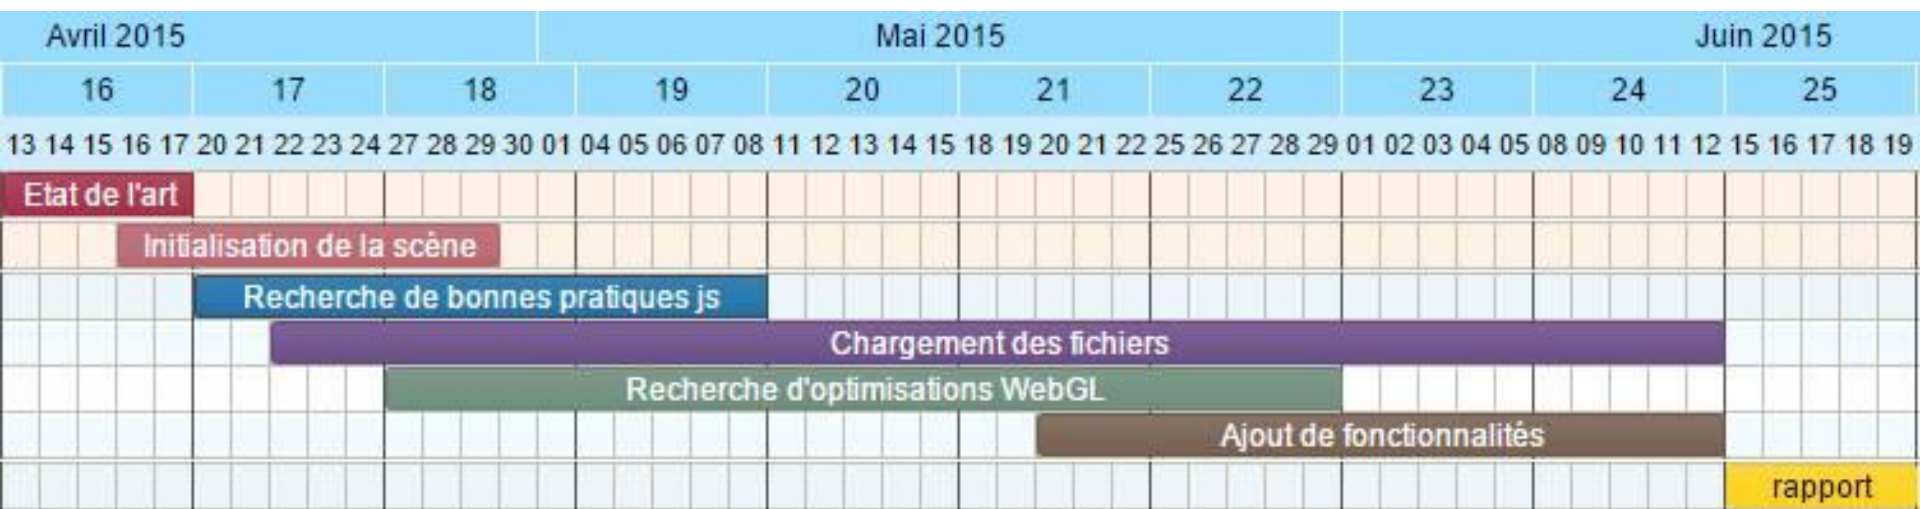 Avril 2015 Mai 2015 Juin 2015
16 17 18 19 20 21 22 23 24 25
13 14 15 16 17 20 21 22 23 24 27 28 29 30 01 04 05 06 07 08 11 12 13 14 15 18 19 20 21 22 25 26 27 28 29 01 02 03 04 05 08 09 10 11 12 15 16 17 18 19
Etat de l'art
Initialisation de la scène
Recherche de bonnes pratiques js
Chargement des fichiers
Recherche d'optimisations WebGL
Ajout de fonctionnalités
rapport